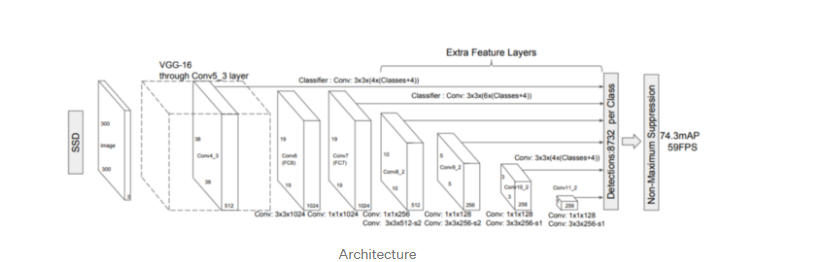 Extra Feature Layers
VGG-16
through Conv5_3 layer
Classifier : Conv: 3x3x(4x(Classes+4))
Classifier : Conv: 3x3x(6x(Classes+4))
SSD
300
Image
300
3
38
Conv4_3
38
512
19
Conv6
(FC6)
19
1024
19
Conv7
(FC7)
19
1024
10
Conv8_2
10
512
5
Conv9_2
5
256
Conv: 3x3x(4x(Classes+4))
3
Conv10_2
3
256
Conv11_2
256
Detections:8732 per Class
Non-Maximum Suppression
74.3mAP
59FPS
Conv: 3x3x1024 Conv: 1x1x1024 Conv: 1x1x256 Conv: 1x1x128 Conv: 1x1x128 Conv: 1x1x128
Conv: 3x3x512-s2 Conv: 3x3x256-s2 Conv: 3x3x256-s1 Conv: 3x3x256-s1
Architecture